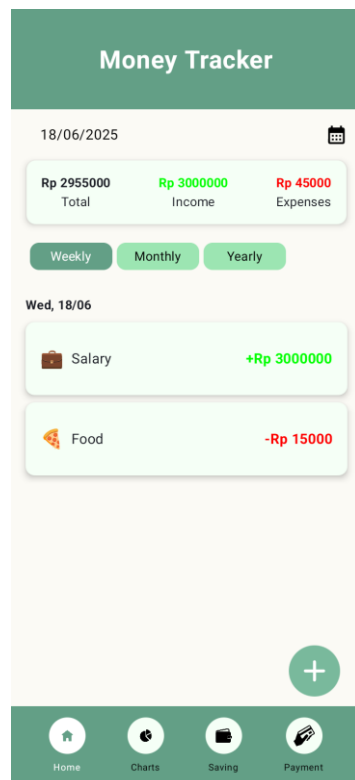 Money Tracker
18/06/2025
Rp 2955000 Rp 3000000 Rp 45000
Total Income Expenses
Weekly Monthly Yearly
Wed, 18/06
Salary +Rp 3000000
Food -Rp 15000
Home Charts Saving Payment